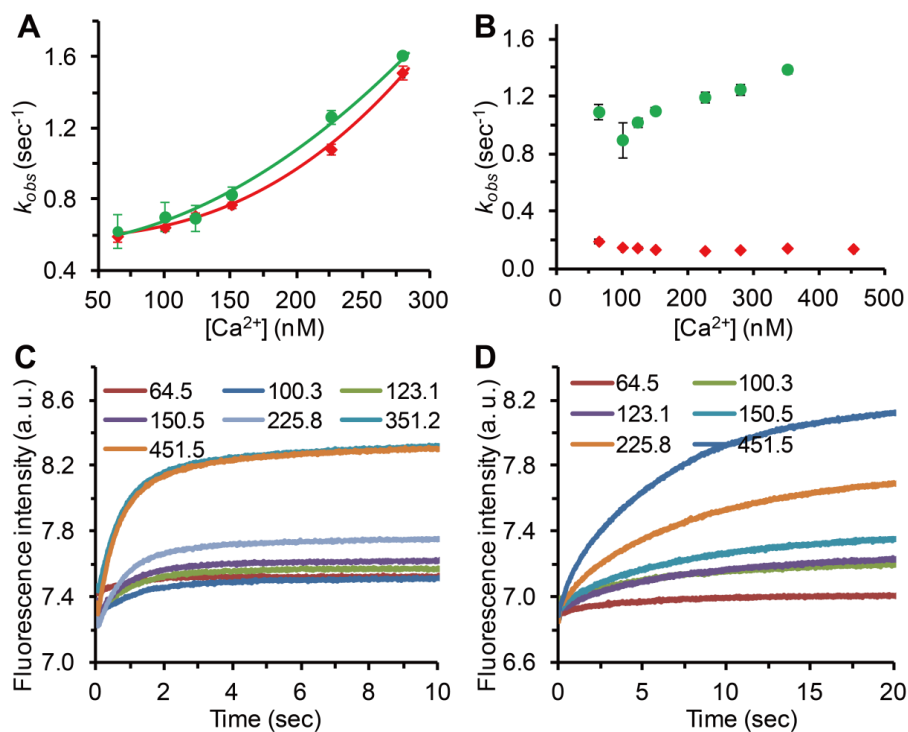 A
k_obs (sec⁻¹)
1.6
1.2
0.8
0.4
50 100 150 200 250 300
[Ca²⁺] (nM)
B
k_obs (sec⁻¹)
1.6
1.2
0.8
0.4
0.0
0 100 200 300 400 500
[Ca²⁺] (nM)
C
Fluorescence intensity (a. u.)
8.6
8.2
7.8
7.4
7.0
64.5 100.3 123.1
150.5 225.8 351.2
451.5
0 2 4 6 8 10
Time (sec)
D
Fluorescence intensity (a. u.)
8.2
7.8
7.4
7.0
6.6
64.5 100.3
123.1 150.5
225.8 451.5
0 5 10 15 20
Time (sec)